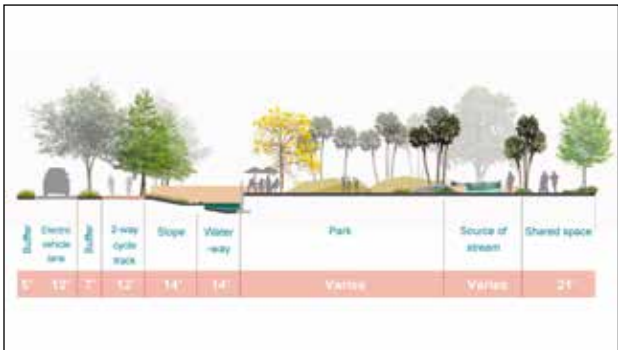 Buffer
Electric
vehicle
lane
Buffer
2-way
cycle
track
Slope
Water
-way
Park
Source of
stream
Shared space
5' 12' 7' 12' 14' 14' Varies Varies 21'